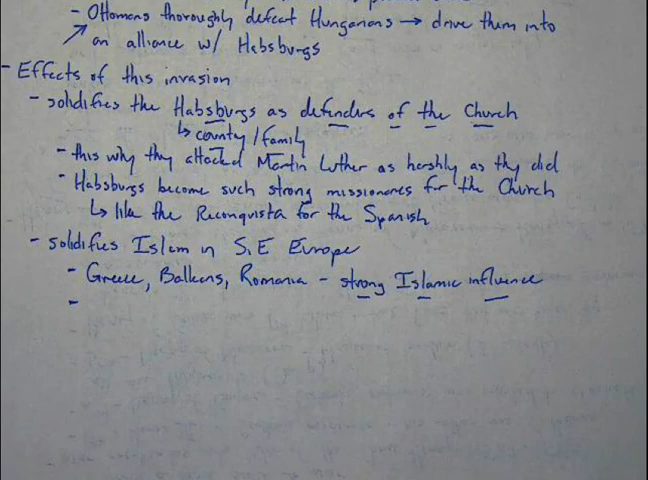 - Ottomans thoroughly defeat Hungarians → drive them into
an alliance w/ Habsburgs
- Effects of this invasion
- solidifies the Habsburgs as defenders of the Church
↳ county/family
- this why they attacked Martin Luther as harshly as they did
- Habsburgs become such strong missionaries for the Church
↳ like the Reconquista for the Spanish
- solidifies Islam in S.E Europe
- Greece, Balkans, Romania - strong Islamic influence
-